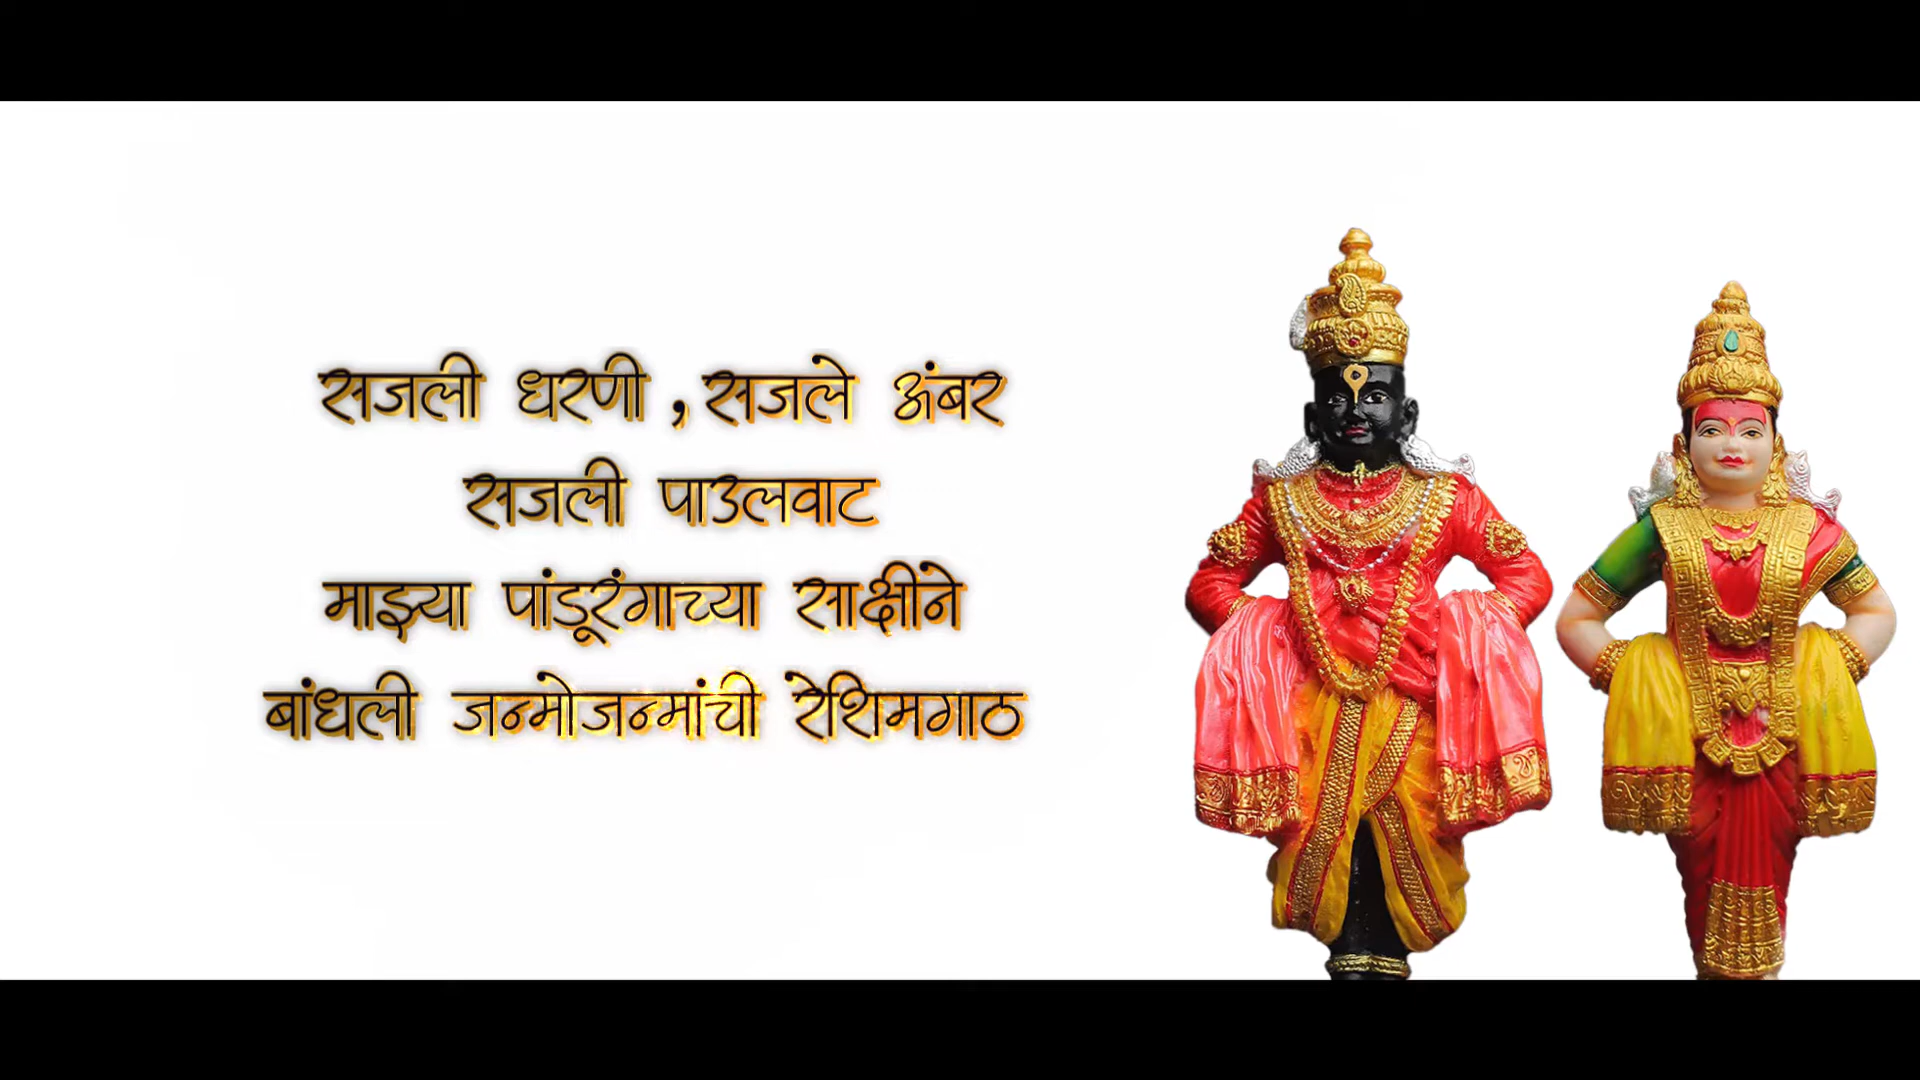 सजली धरणी , सजले अंबर
सजली पाउलवाट
माझ्या पांडूरंगाच्या साक्षीने
बांधली जन्मोजन्मांची रेशिमगाठ